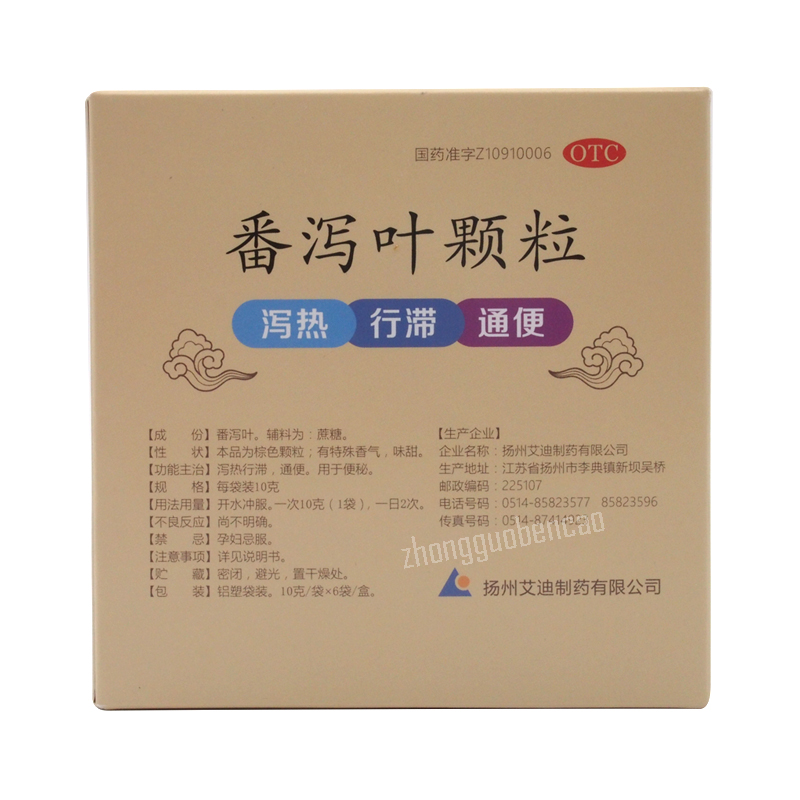 国药准字Z10910006 OTC
番泻叶颗粒
泻热 行滞 通便
【成　份】番泻叶。辅料为：蔗糖。
【性　状】本品为棕色颗粒；有特殊香气，味甜。
【功能主治】泻热行滞，通便。用于便秘。
【规　格】每袋装10克
【用法用量】开水冲服。一次10克（1袋），一日2次。
【不良反应】尚不明确。
【禁　忌】孕妇忌服。
【注意事项】详见说明书。
【贮　藏】密闭，避光，置干燥处。
【包　装】铝塑袋装。10克/袋×6袋/盒。
【生产企业】
企业名称：扬州艾迪制药有限公司
生产地址：江苏省扬州市李典镇新坝吴桥
邮政编码：225107
电话号码：0514-85823577 85823596
传真号码：0514-87414925
zhongguobencao
扬州艾迪制药有限公司